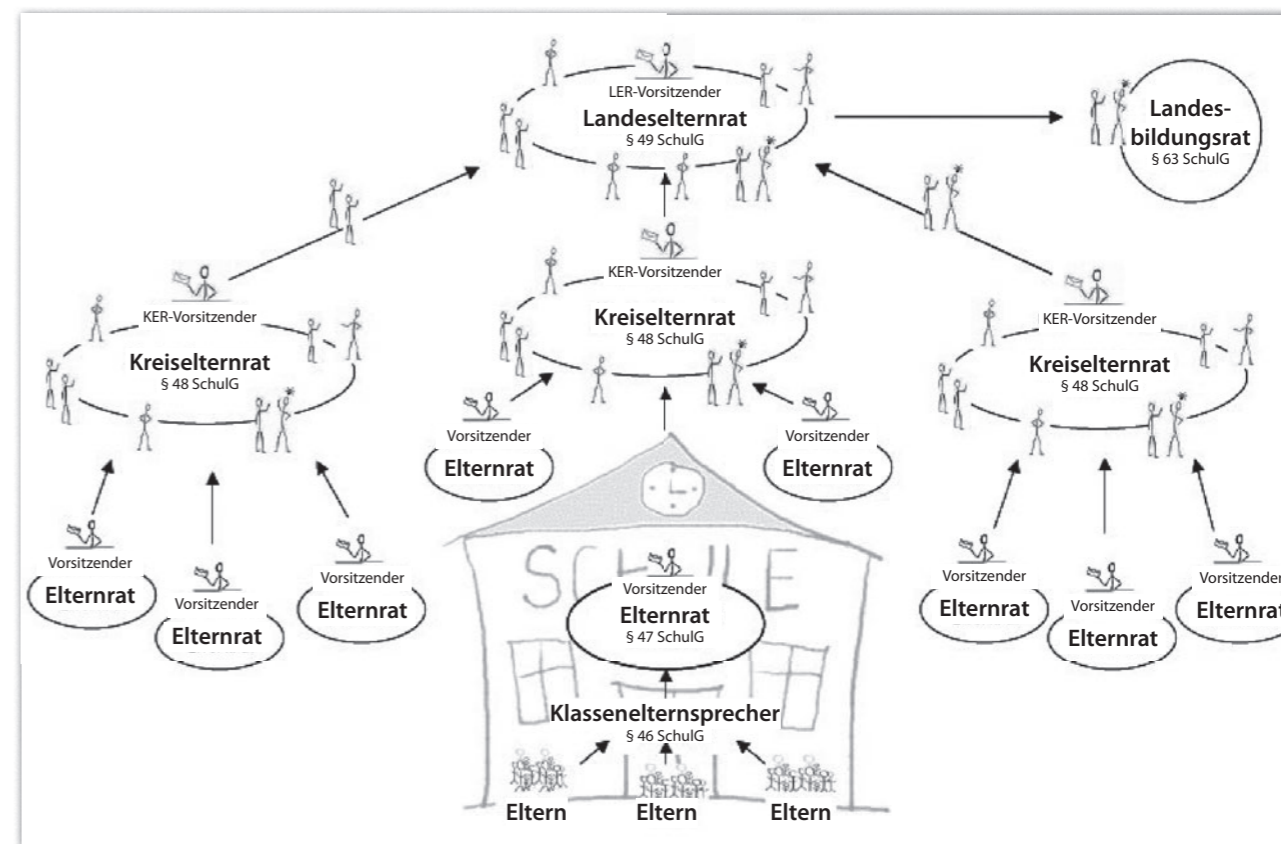 LER-Vorsitzender
Landeselternrat
§ 49 SchulG
Landes-
bildungsrat
§ 63 SchulG
KER-Vorsitzender
Kreiselternrat
§ 48 SchulG
KER-Vorsitzender
Kreiselternrat
§ 48 SchulG
KER-Vorsitzender
Kreiselternrat
§ 48 SchulG
Vorsitzender
Elternrat
Vorsitzender
Elternrat
Vorsitzender
Elternrat
Vorsitzender
Elternrat
Vorsitzender
Elternrat
SCHULE
Vorsitzender
Elternrat
§ 47 SchulG
Vorsitzender
Elternrat
Vorsitzender
Elternrat
Vorsitzender
Elternrat
Klassenelternsprecher
§ 46 SchulG
Eltern
Eltern
Eltern